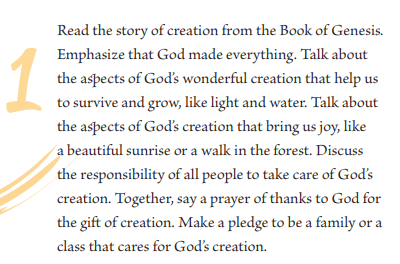 Read the story of creation from the Book of Genesis.
Emphasize that God made everything. Talk about
the aspects of God's wonderful creation that help us
to survive and grow, like light and water. Talk about
the aspects of God's creation that bring us joy, like
a beautiful sunrise or a walk in the forest. Discuss
the responsibility of all people to take care of God's
creation. Together, say a prayer of thanks to God for
the gift of creation. Make a pledge to be a family or a
class that cares for God's creation.
1